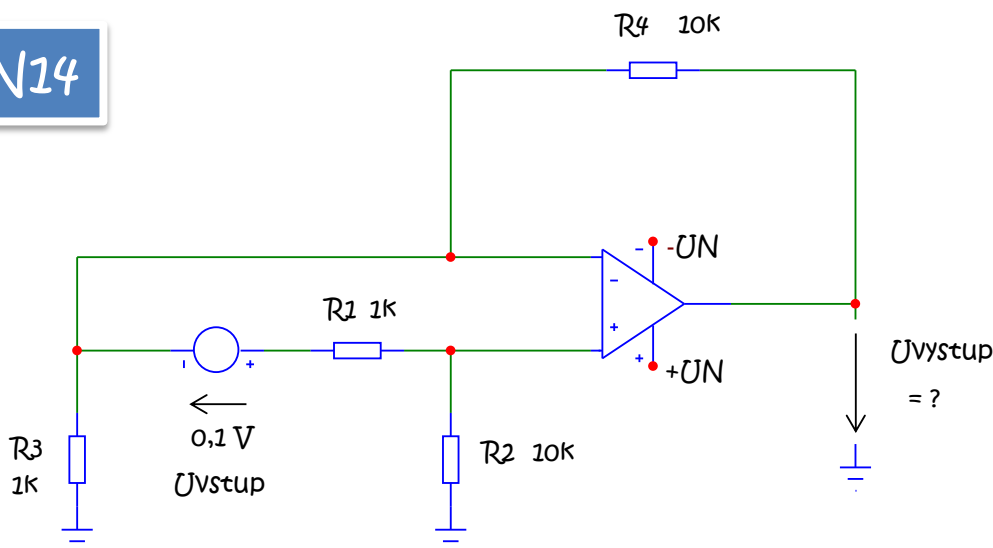 N14
R4 10k
-UN
R1 1k
+UN
Uvystup
= ?
R3
1k
0,1 V
Uvstup
R2 10k